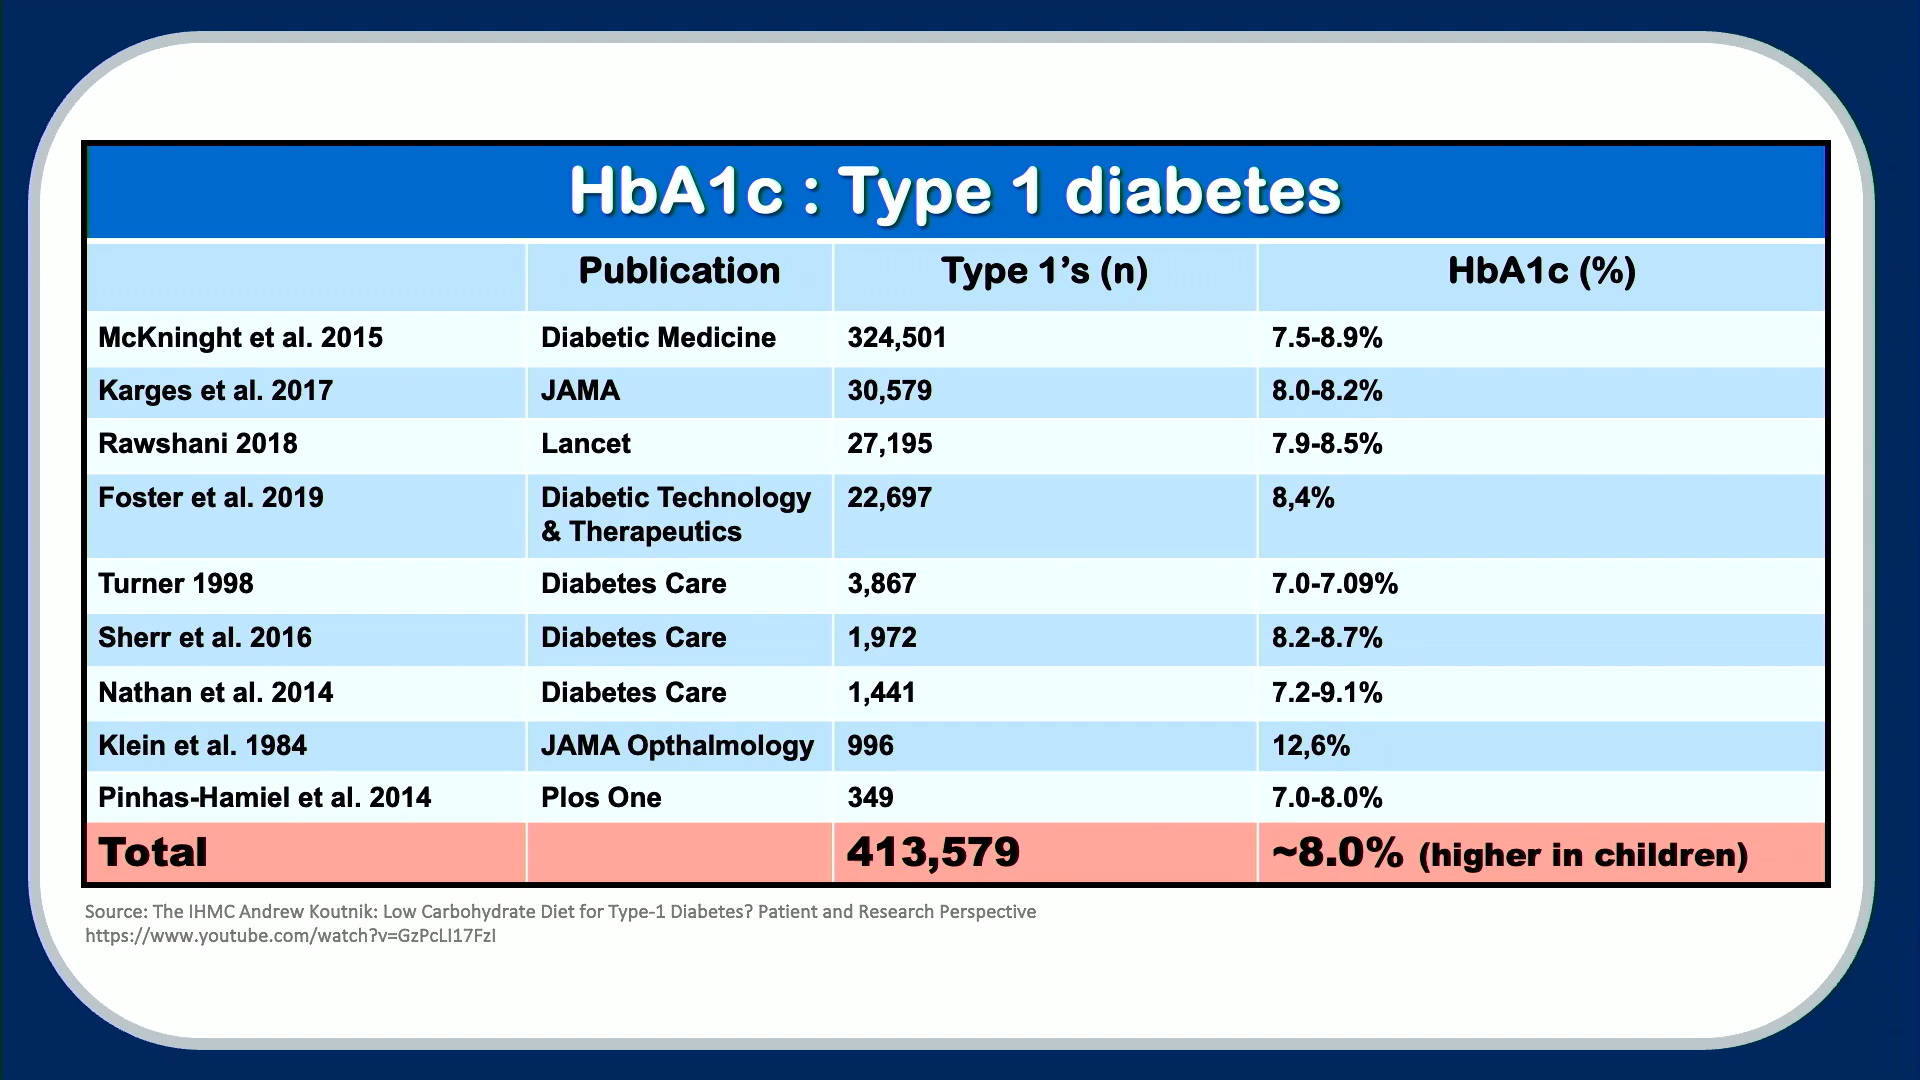 HbA1c : Type 1 diabetes
Publication Type 1’s (n) HbA1c (%)
McKninght et al. 2015 Diabetic Medicine 324,501 7.5-8.9%
Karges et al. 2017 JAMA 30,579 8.0-8.2%
Rawshani 2018 Lancet 27,195 7.9-8.5%
Foster et al. 2019 Diabetic Technology 22,697 8,4%
& Therapeutics
Turner 1998 Diabetes Care 3,867 7.0-7.09%
Sherr et al. 2016 Diabetes Care 1,972 8.2-8.7%
Nathan et al. 2014 Diabetes Care 1,441 7.2-9.1%
Klein et al. 1984 JAMA Opthalmology 996 12,6%
Pinhas-Hamiel et al. 2014 Plos One 349 7.0-8.0%
Total 413,579 ~8.0% (higher in children)
Source: The IHMC Andrew Koutnik: Low Carbohydrate Diet for Type-1 Diabetes? Patient and Research Perspective
https://www.youtube.com/watch?v=GzPcLI17FzI